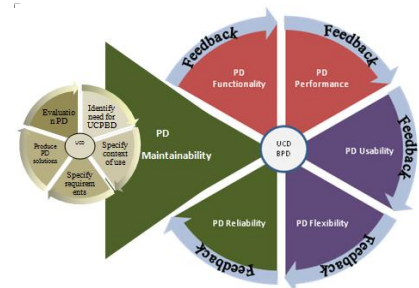 Evaluatio
n PD
Identify
need for
UCPBD
Specify
context
of use
Specify
requirem
ents
Produce
PD
solutions
UCD
PD
Maintainability
Feedback
PD
Functionality
Feedback
PD
Performance
Feedback
PD Usability
Feedback
PD Flexibility
Feedback
PD Reliability
UCD
BPD